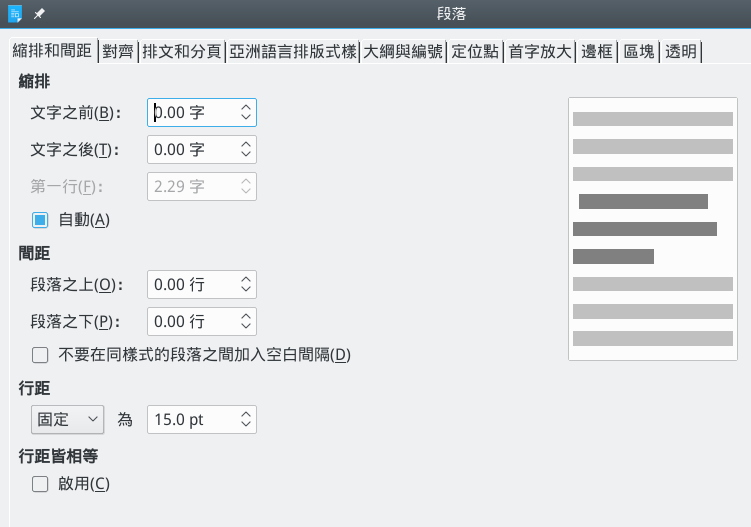 段落
縮排和間距 對齊 排文和分頁 亞洲語言排版式樣 大綱與編號 定位點 首字放大 邊框 區塊 透明
縮排
文字之前(B): 0.00 字
文字之後(T): 0.00 字
第一行(F): 2.29 字
自動(A)
間距
段落之上(O): 0.00 行
段落之下(P): 0.00 行
不要在同樣式的段落之間加入空白間隔(D)
行距
固定 為 15.0 pt
行距皆相等
啟用(C)